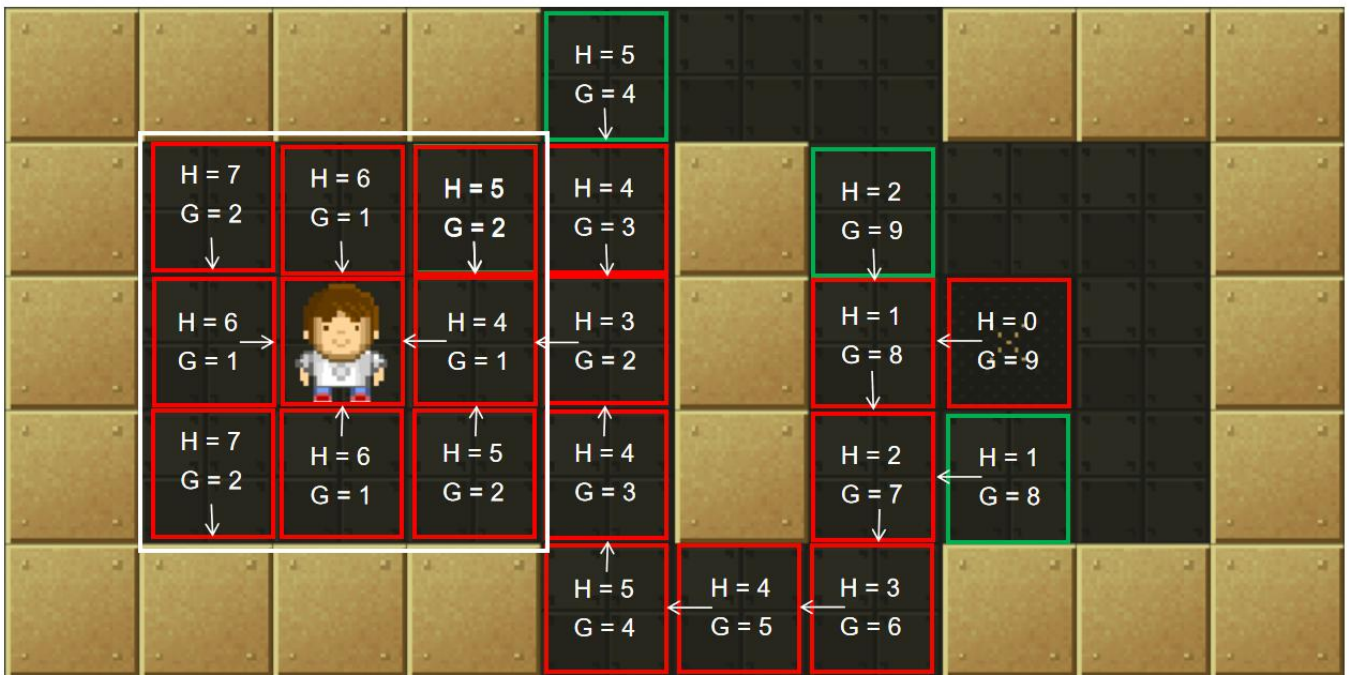 H = 5
G = 4
H = 7
G = 2
H = 6
G = 1
H = 5
G = 2
H = 4
G = 3
H = 2
G = 9
H = 6
G = 1
H = 4
G = 1
H = 3
G = 2
H = 1
G = 8
H = 0
G = 9
H = 7
G = 2
H = 6
G = 1
H = 5
G = 2
H = 4
G = 3
H = 2
G = 7
H = 1
G = 8
H = 5
G = 4
H = 4
G = 5
H = 3
G = 6